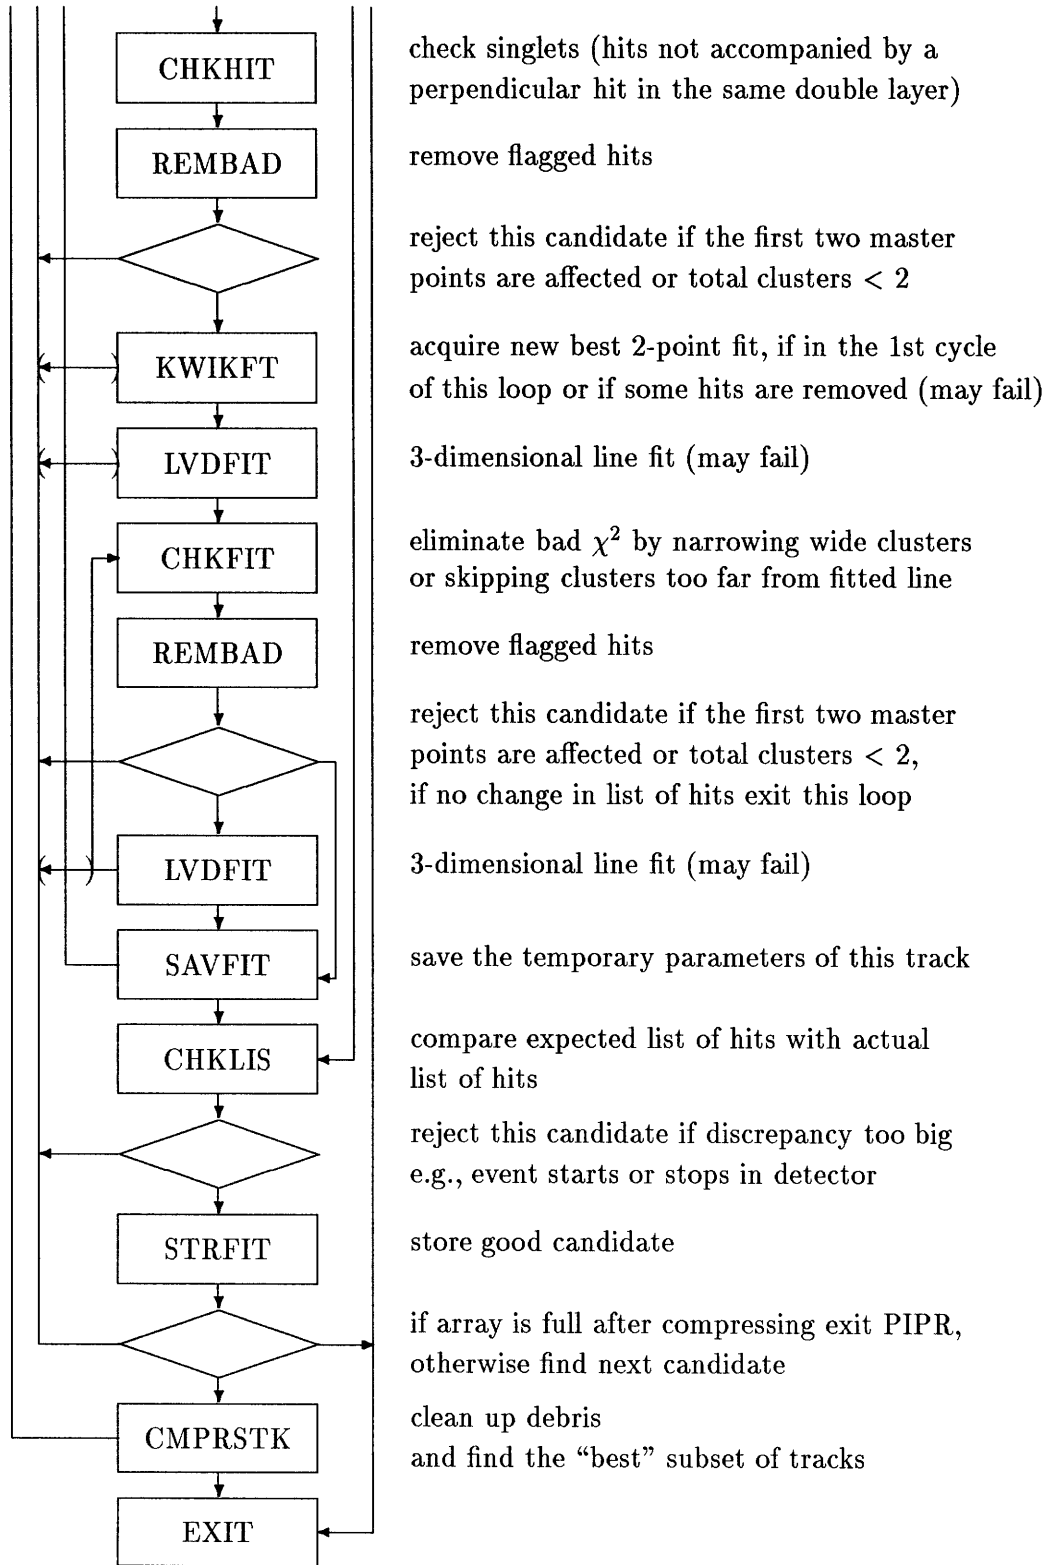 CHKHIT
check singlets (hits not accompanied by a
perpendicular hit in the same double layer)
REMBAD
remove flagged hits
reject this candidate if the first two master
points are affected or total clusters < 2
KWIKFT
acquire new best 2-point fit, if in the 1st cycle
of this loop or if some hits are removed (may fail)
LVDFIT
3-dimensional line fit (may fail)
CHKFIT
eliminate bad χ² by narrowing wide clusters
or skipping clusters too far from fitted line
REMBAD
remove flagged hits
reject this candidate if the first two master
points are affected or total clusters < 2,
if no change in list of hits exit this loop
LVDFIT
3-dimensional line fit (may fail)
SAVFIT
save the temporary parameters of this track
CHKLIS
compare expected list of hits with actual
list of hits
reject this candidate if discrepancy too big
e.g., event starts or stops in detector
STRFIT
store good candidate
if array is full after compressing exit PIPR,
otherwise find next candidate
CMPRSTK
clean up debris
and find the “best” subset of tracks
EXIT